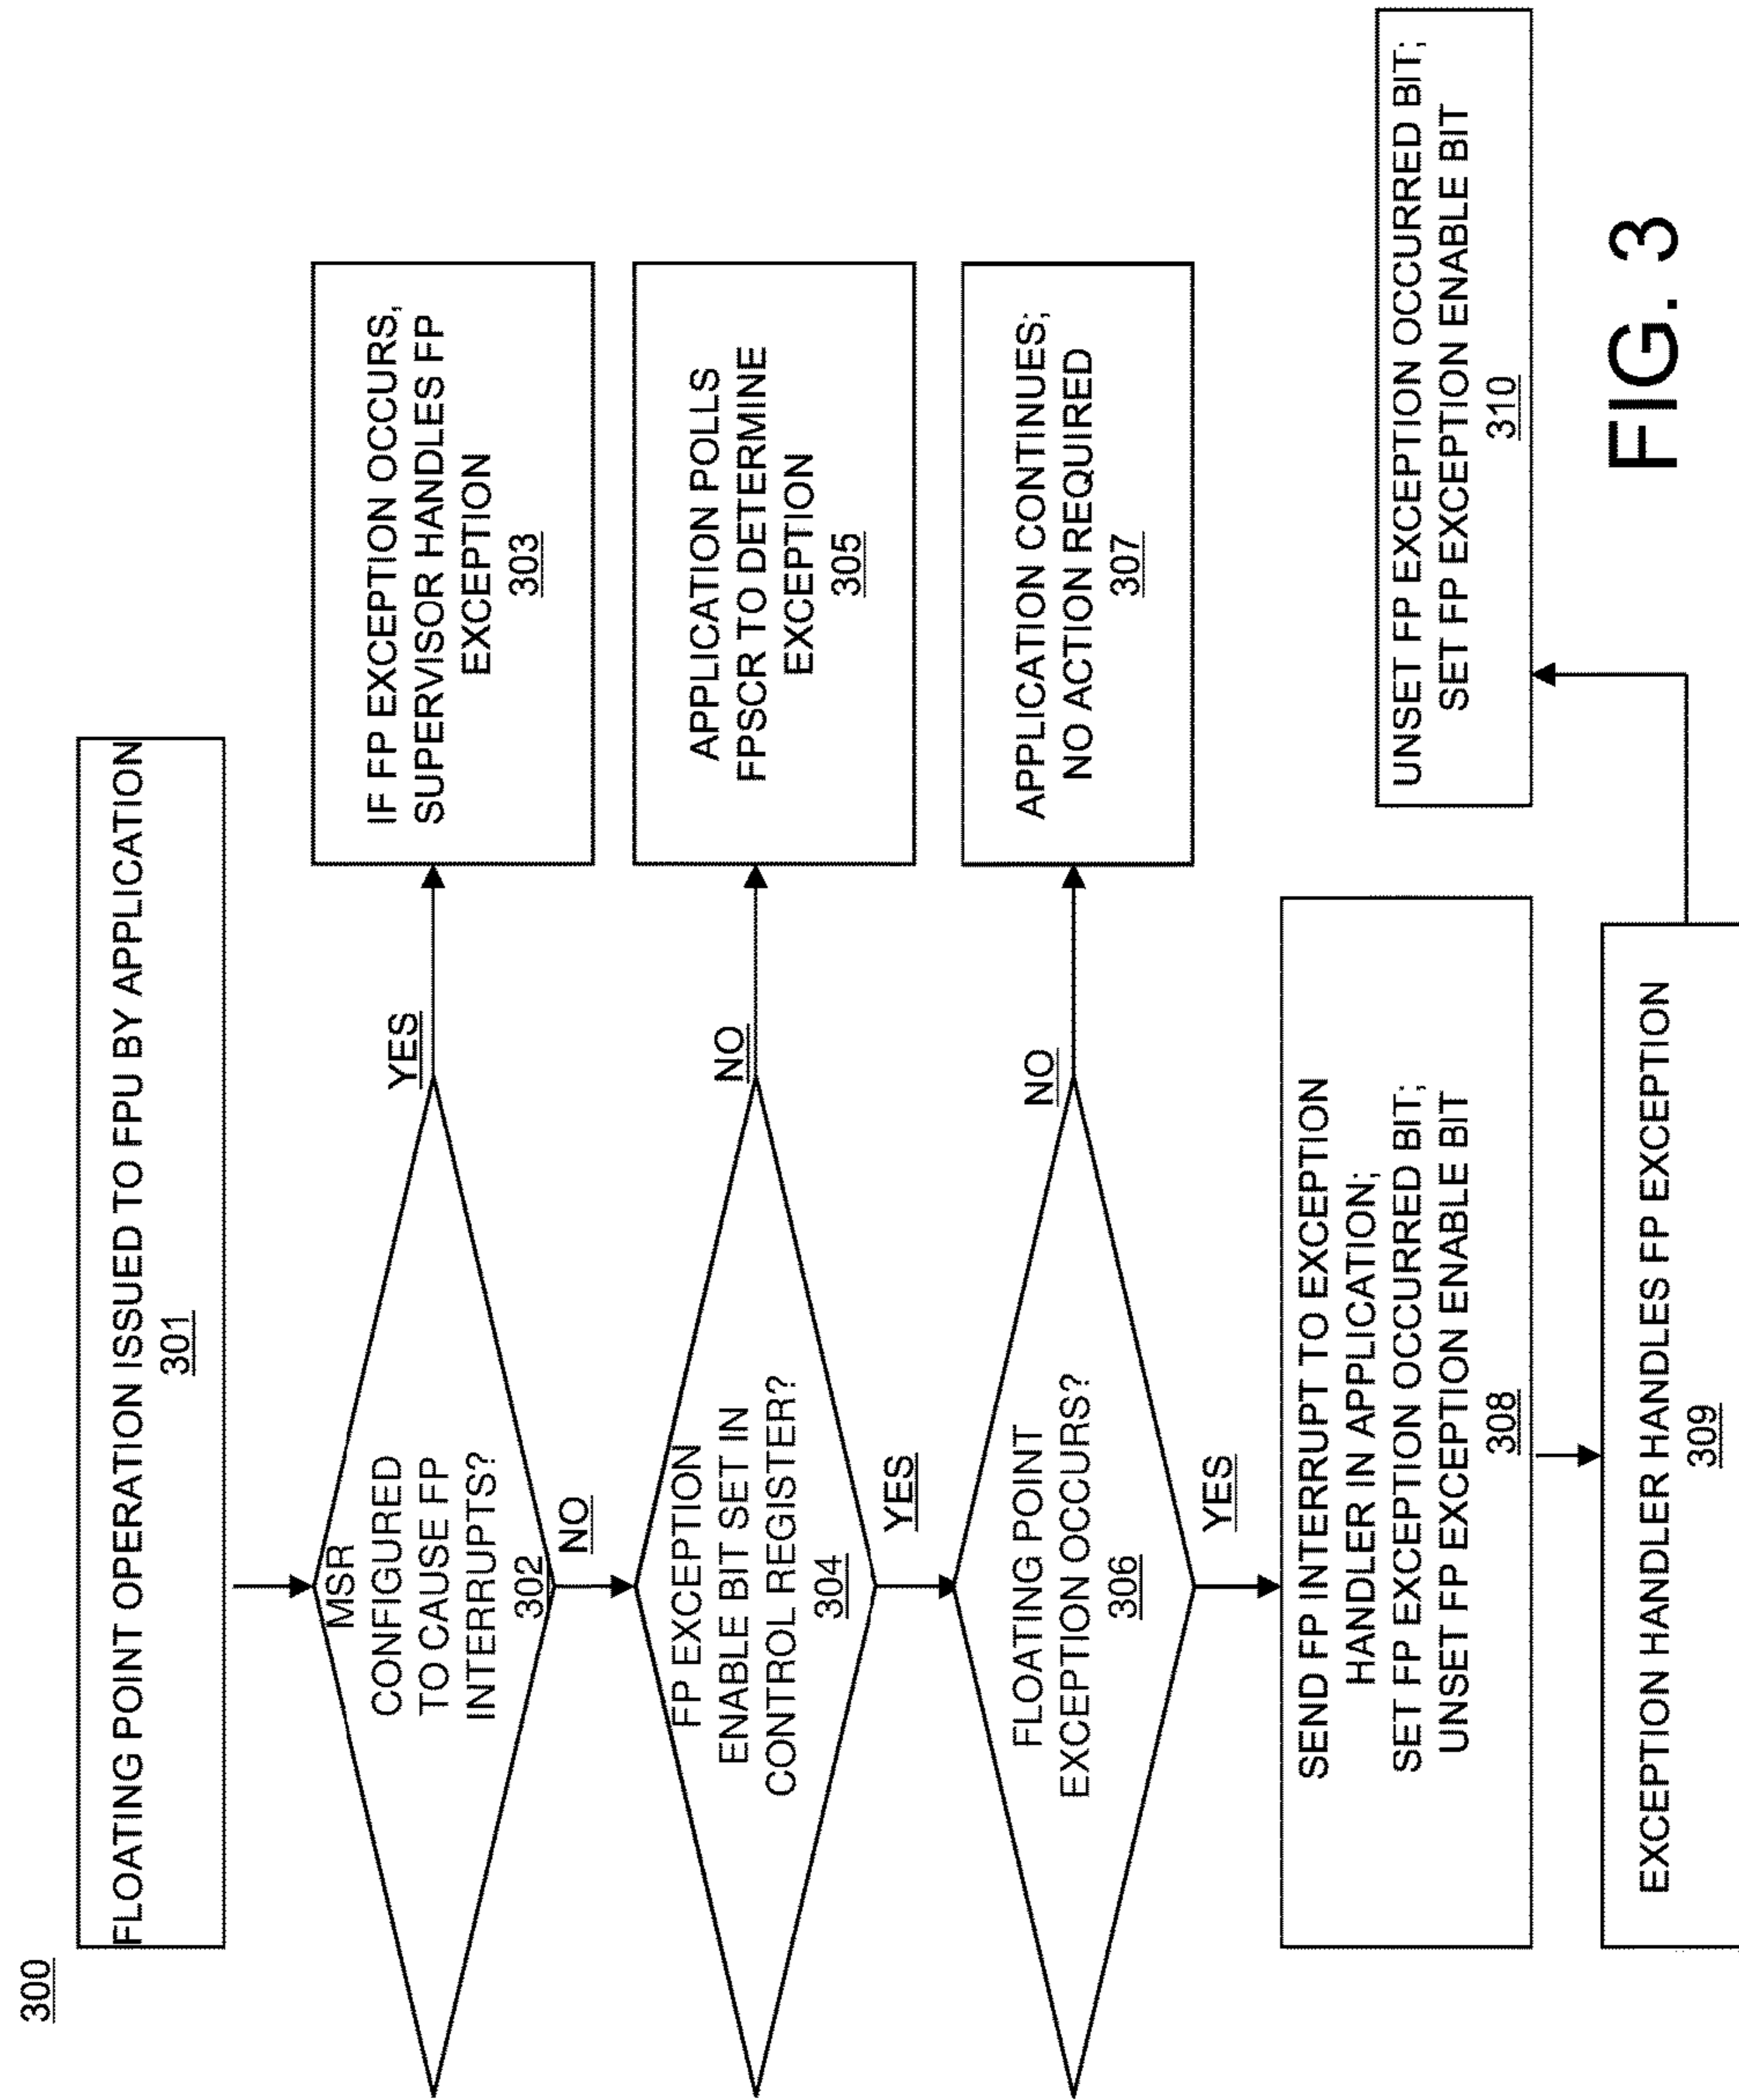 300
FLOATING POINT OPERATION ISSUED TO FPU BY APPLICATION
301
MSR
CONFIGURED
TO CAUSE FP
INTERRUPTS?
302
YES
NO
IF FP EXCEPTION OCCURS,
SUPERVISOR HANDLES FP
EXCEPTION
303
FP EXCEPTION
ENABLE BIT SET IN
CONTROL REGISTER?
304
NO
YES
APPLICATION POLLS
FPSCR TO DETERMINE
EXCEPTION
305
FLOATING POINT
EXCEPTION OCCURS?
306
NO
YES
APPLICATION CONTINUES;
NO ACTION REQUIRED
307
SEND FP INTERRUPT TO EXCEPTION
HANDLER IN APPLICATION;
SET FP EXCEPTION OCCURRED BIT;
UNSET FP EXCEPTION ENABLE BIT
308
EXCEPTION HANDLER HANDLES FP EXCEPTION
309
UNSET FP EXCEPTION OCCURRED BIT;
SET FP EXCEPTION ENABLE BIT
310
FIG. 3